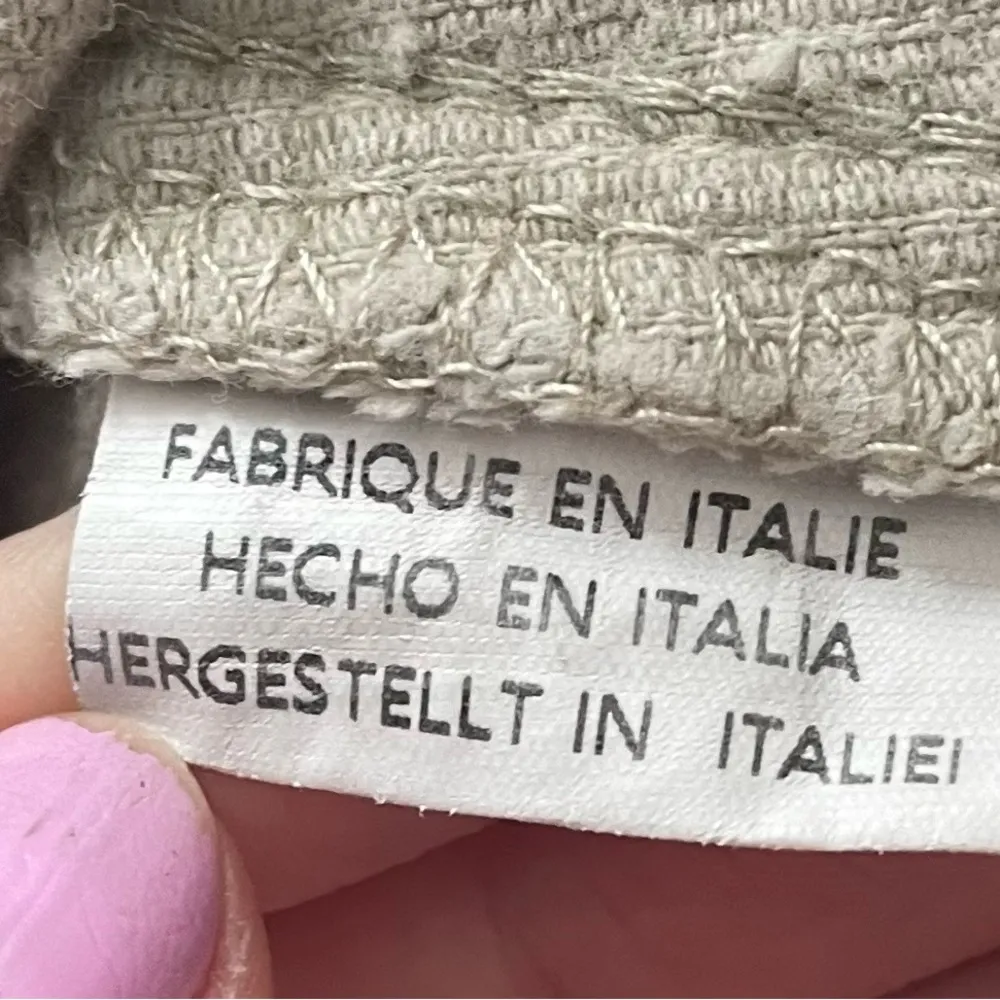 FABRIQUE EN ITALIE
HECHO EN ITALIA
HERGESTELLT IN ITALIEI